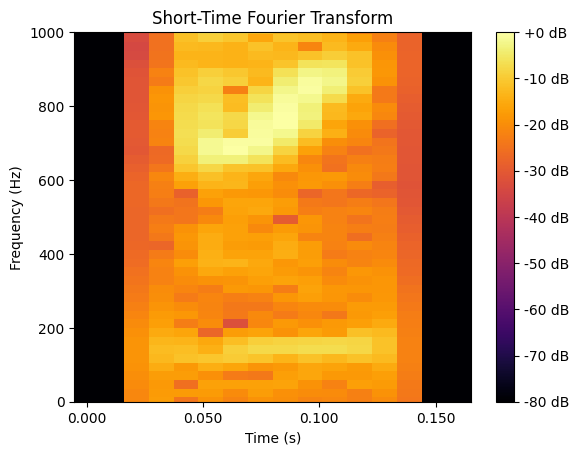 Short-Time Fourier Transform
1000
800
600
400
200
0
Frequency (Hz)
0.000
0.050
0.100
0.150
Time (s)
+0 dB
-10 dB
-20 dB
-30 dB
-40 dB
-50 dB
-60 dB
-70 dB
-80 dB